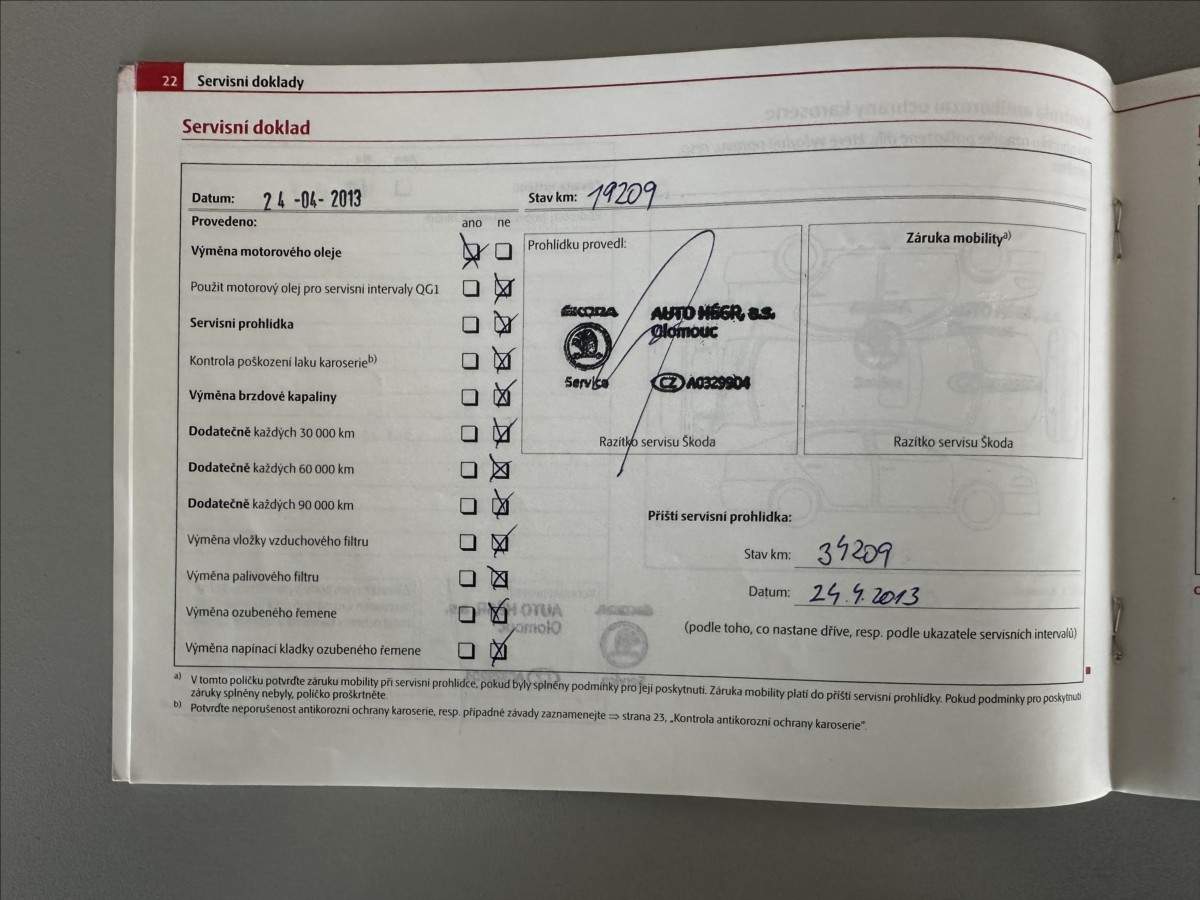 22 Servisní doklady
Servisní doklad
Datum: 24 -04- 2013 Stav km: 19209
Provedeno: ano ne
Výměna motorového oleje
Použit motorový olej pro servisní intervaly QG1
Servisní prohlídka
Kontrola poškození laku karoserie b)
Výměna brzdové kapaliny
Dodatečně každých 30 000 km
Dodatečně každých 60 000 km
Dodatečně každých 90 000 km
Výměna vložky vzduchového filtru
Výměna palivového filtru
Výměna ozubeného řemene
Výměna napínací kladky ozubeného řemene
Prohlídku provedl:
ŠKODA
Service
AUTO HÉGR, a.s.
Olomouc
CZ A0329904
Razítko servisu Škoda
Záruka mobility a)
Razítko servisu Škoda
Příští servisní prohlídka:
Stav km: 34209
Datum: 24.4.2013
(podle toho, co nastane dříve, resp. podle ukazatele servisních intervalů)
a) V tomto políčku potvrďte záruku mobility při servisní prohlídce, pokud byly splněny podmínky pro její poskytnutí. Záruka mobility platí do příští servisní prohlídky. Pokud podmínky pro poskytnutí
záruky splněny nebyly, políčko proškrtněte.
b) Potvrďte neporušenost antikorozní ochrany karoserie, resp. případné závady zaznamenejte ⇒ strana 23, „Kontrola antikorozní ochrany karoserie“.